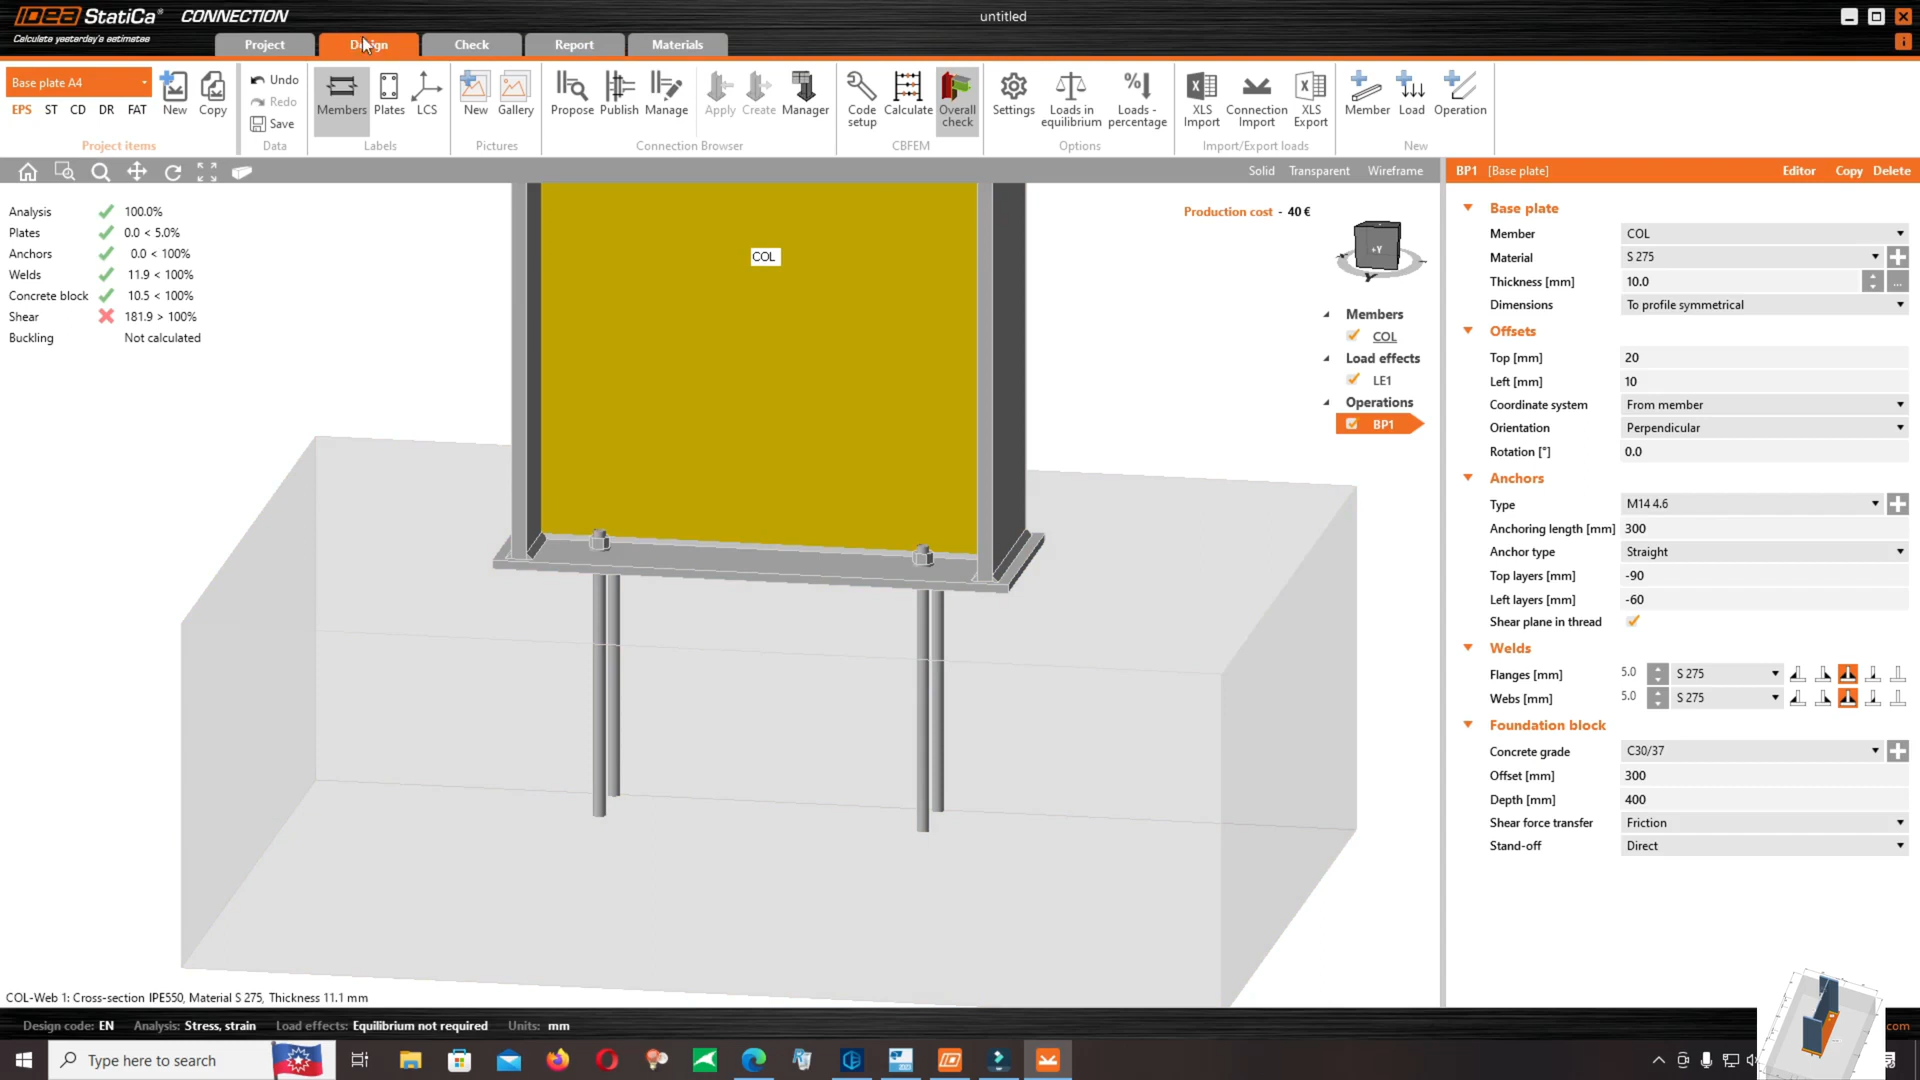 IDEA StatiCa® CONNECTION
Calculate yesterday's estimates
untitled
Project Design Check Report Materials
Base plate A4
EPS ST CD DR FAT
New Copy
Project items
Undo
Redo
Save
Data
Members Plates LCS
Labels
New Gallery
Pictures
Propose Publish Manage Apply Create Manager
Connection Browser
Code setup Calculate Overall check
CBFEM
Settings Loads in equilibrium Loads - percentage
Options
XLS Import Connection Import XLS Export
Import/Export loads
Member Load Operation
New
Solid Transparent Wireframe
Analysis 100.0%
Plates 0.0 < 5.0%
Anchors 0.0 < 100%
Welds 11.9 < 100%
Concrete block 10.5 < 100%
Shear 181.9 > 100%
Buckling Not calculated
COL
Production cost - 40 €
+Y
Members
COL
Load effects
LE1
Operations
BP1
BP1 [Base plate] Editor Copy Delete
Base plate
Member COL
Material S 275
Thickness [mm] 10.0
Dimensions To profile symmetrical
Offsets
Top [mm] 20
Left [mm] 10
Coordinate system From member
Orientation Perpendicular
Rotation [°] 0.0
Anchors
Type M14 4.6
Anchoring length [mm] 300
Anchor type Straight
Top layers [mm] -90
Left layers [mm] -60
Shear plane in thread
Welds
Flanges [mm] 5.0 S 275
Webs [mm] 5.0 S 275
Foundation block
Concrete grade C30/37
Offset [mm] 300
Depth [mm] 400
Shear force transfer Friction
Stand-off Direct
COL-Web 1: Cross-section IPE550, Material S 275, Thickness 11.1 mm
Design code: EN Analysis: Stress, strain Load effects: Equilibrium not required Units: mm
com
Type here to search